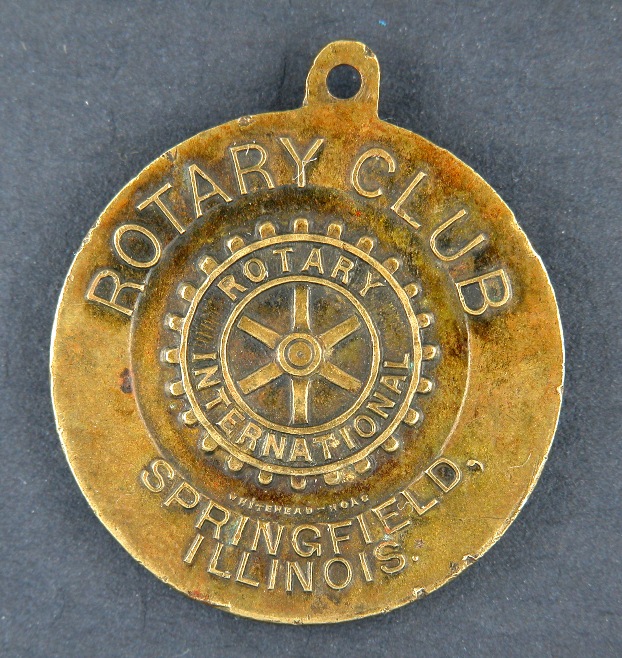 ROTARY CLUB
ROTARY
INTERNATIONAL
WHITEHEAD-HOAG
SPRINGFIELD,
ILLINOIS.